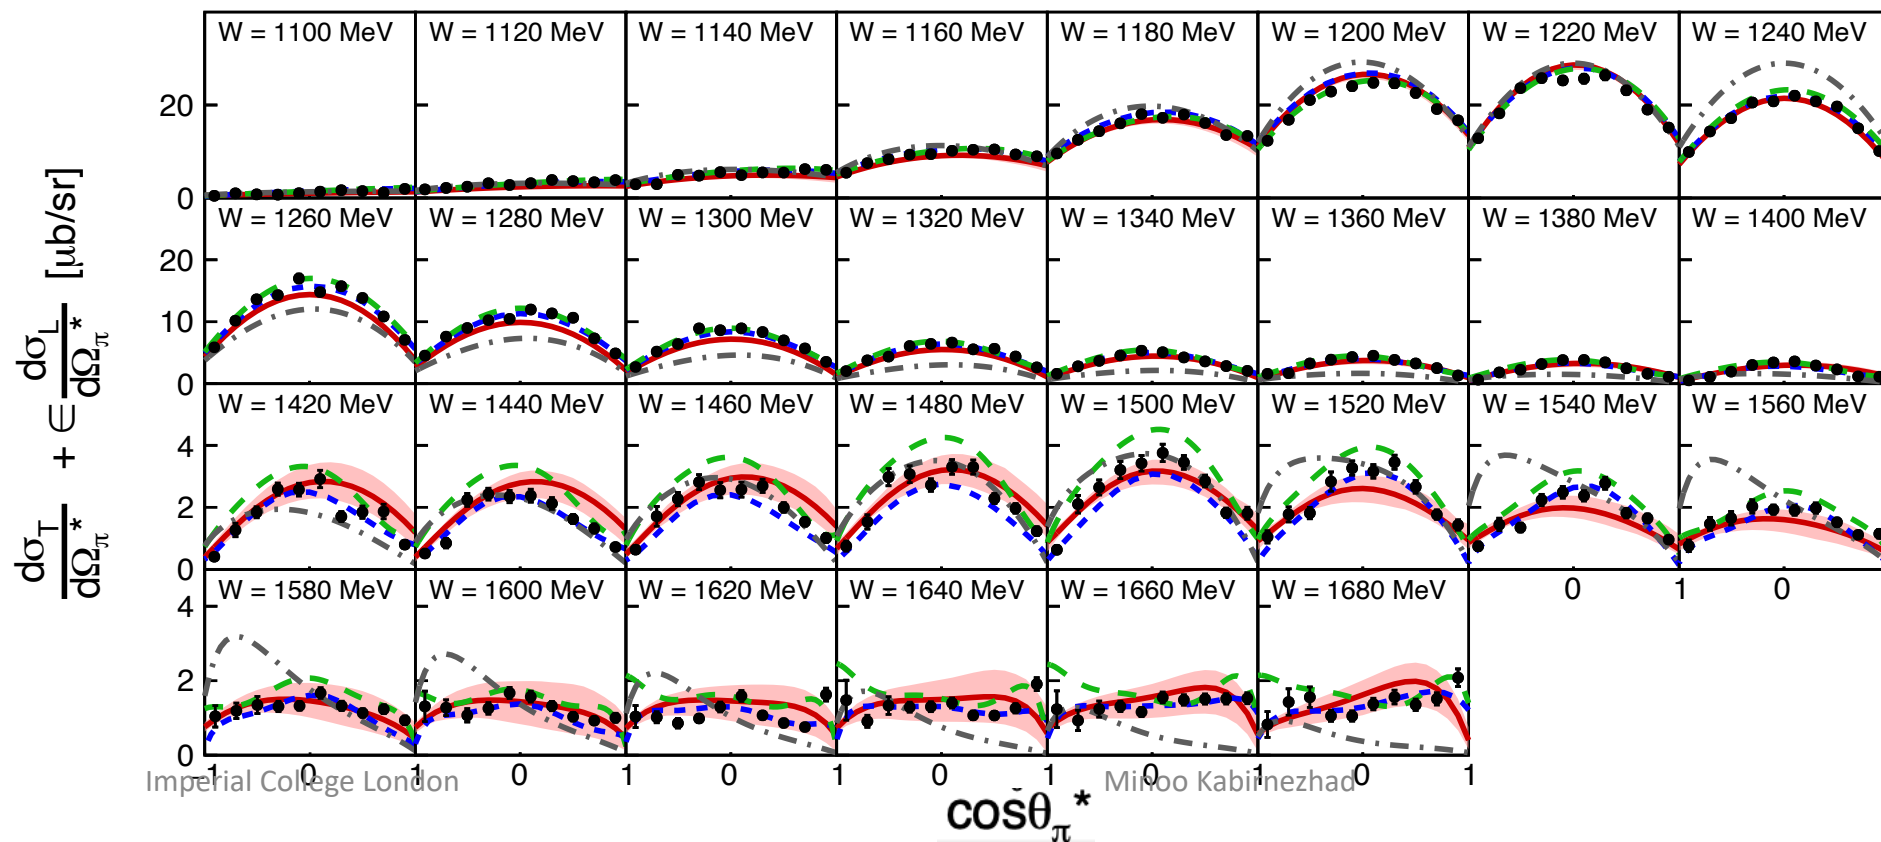 W = 1100 MeV W = 1120 MeV W = 1140 MeV W = 1160 MeV W = 1180 MeV W = 1200 MeV W = 1220 MeV W = 1240 MeV
20
0
W = 1260 MeV W = 1280 MeV W = 1300 MeV W = 1320 MeV W = 1340 MeV W = 1360 MeV W = 1380 MeV W = 1400 MeV
20
10
0
W = 1420 MeV W = 1440 MeV W = 1460 MeV W = 1480 MeV W = 1500 MeV W = 1520 MeV W = 1540 MeV W = 1560 MeV
4
2
0
0 1 0
W = 1580 MeV W = 1600 MeV W = 1620 MeV W = 1640 MeV W = 1660 MeV W = 1680 MeV
4
2
0
-1 0 0 1 0 1 0 1 0 1 0 1
dσT/dΩπ* + ∈ dσL/dΩπ* [μb/sr]
Imperial College London
Minoo Kabirnezhad
cosθπ*